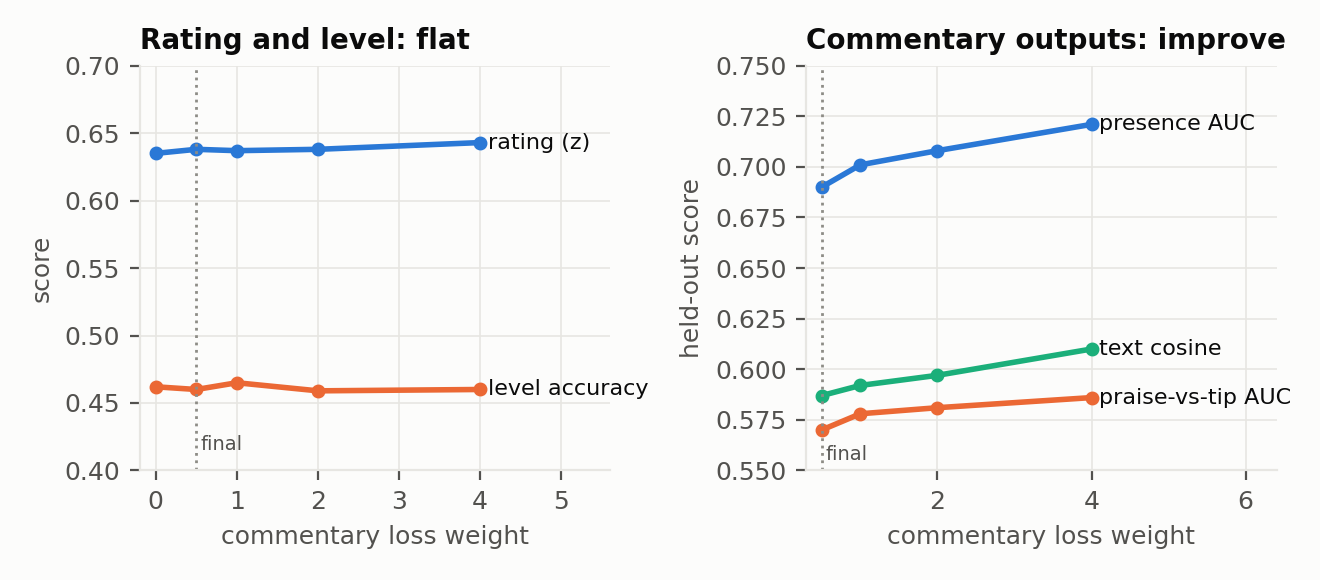 Rating and level: flat
0.70
0.65
0.60
0.55
0.50
0.45
0.40
score
rating (z)
level accuracy
final
0 1 2 3 4 5
commentary loss weight
Commentary outputs: improve
0.750
0.725
0.700
0.675
0.650
0.625
0.600
0.575
0.550
held-out score
presence AUC
text cosine
praise-vs-tip AUC
final
2 4 6
commentary loss weight